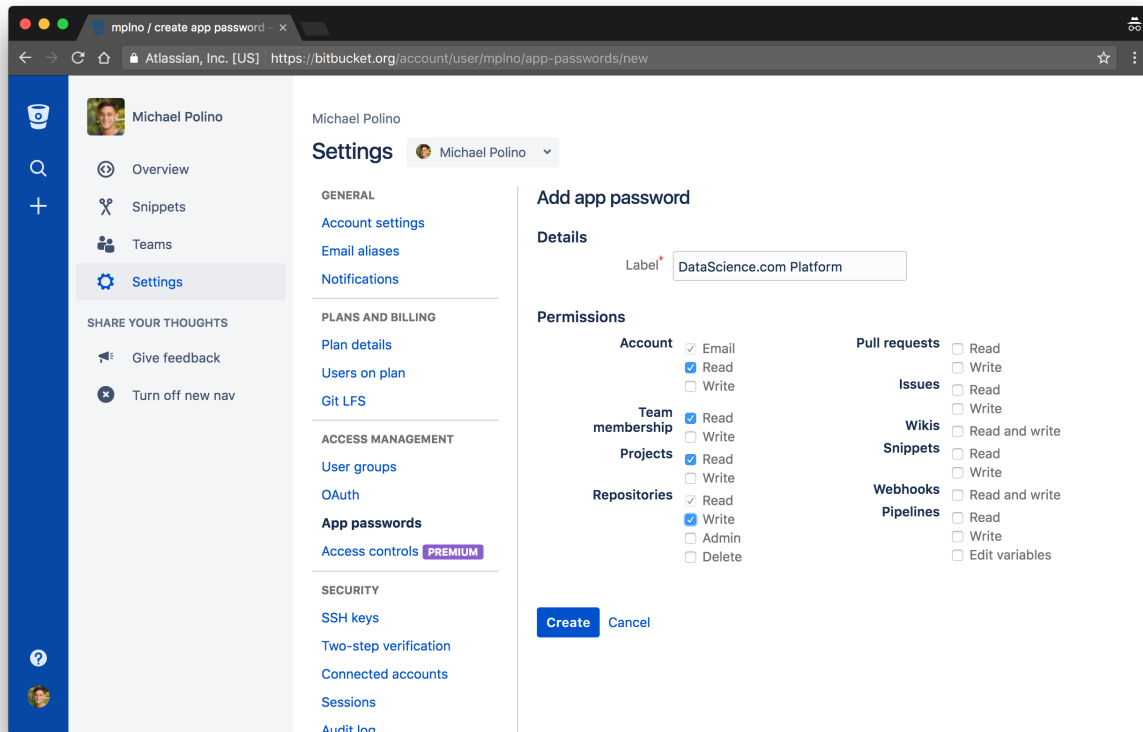 mplno / create app password -
Atlassian, Inc. [US] https://bitbucket.org/account/user/mplno/app-passwords/new
Michael Polino
Overview
Snippets
Teams
Settings
SHARE YOUR THOUGHTS
Give feedback
Turn off new nav
Michael Polino
Settings
Michael Polino
GENERAL
Account settings
Email aliases
Notifications
PLANS AND BILLING
Plan details
Users on plan
Git LFS
ACCESS MANAGEMENT
User groups
OAuth
App passwords
Access controls PREMIUM
SECURITY
SSH keys
Two-step verification
Connected accounts
Sessions
Audit log
Add app password
Details
Label* DataScience.com Platform
Permissions
Account Email
Read
Write
Team membership Read
Write
Projects Read
Write
Repositories Read
Write
Admin
Delete
Pull requests Read
Write
Issues Read
Write
Wikis Read and write
Snippets Read
Write
Webhooks Read and write
Pipelines Read
Write
Edit variables
Create Cancel